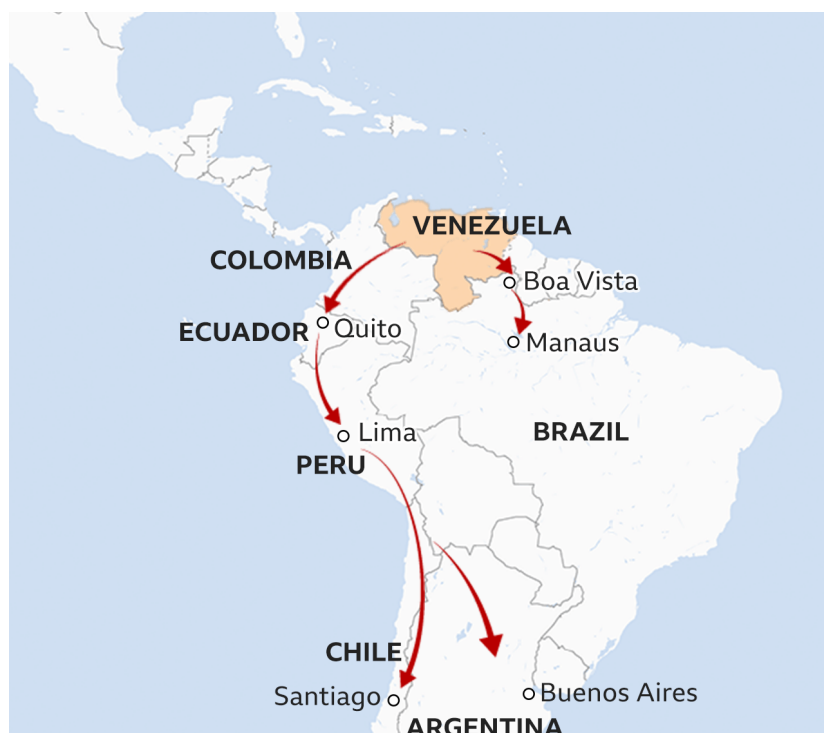 VENEZUELA
COLOMBIA
Boa Vista
ECUADOR
Quito
Manaus
Lima
BRAZIL
PERU
CHILE
Santiago
Buenos Aires
ARGENTINA